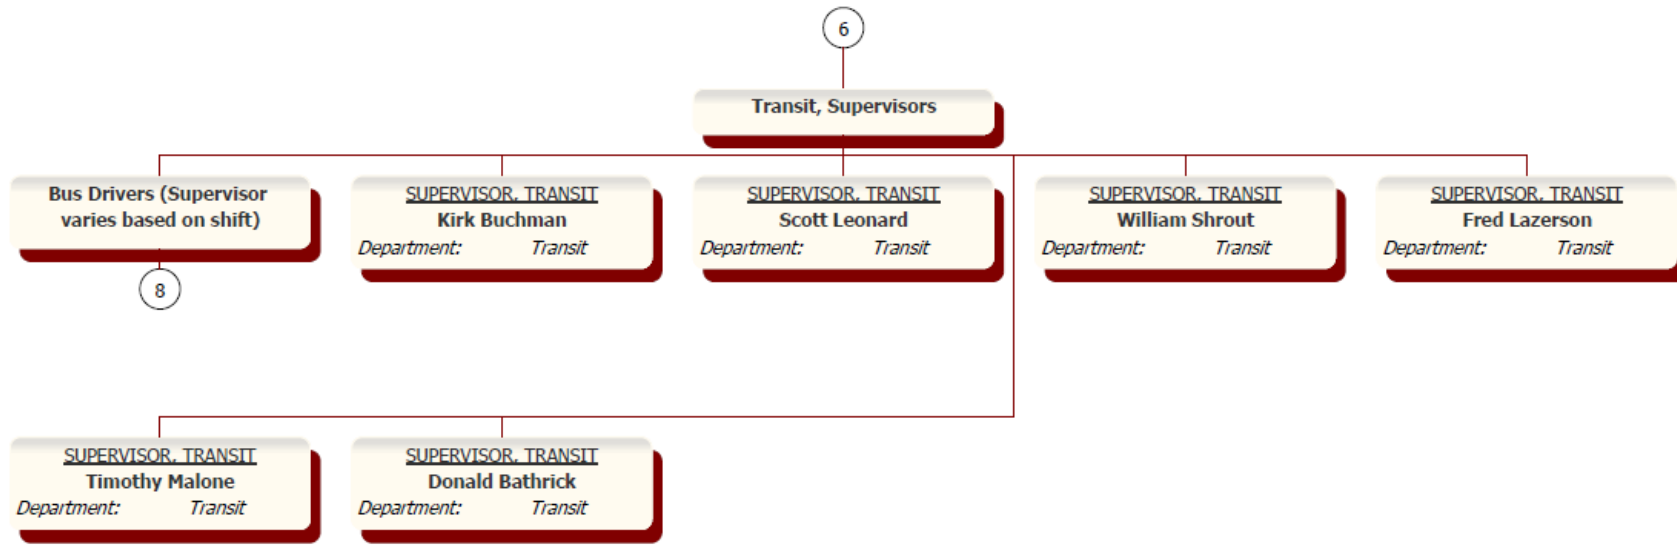 6
Transit, Supervisors
Bus Drivers (Supervisor
varies based on shift)
8
SUPERVISOR, TRANSIT
Kirk Buchman
Department: Transit
SUPERVISOR, TRANSIT
Scott Leonard
Department: Transit
SUPERVISOR, TRANSIT
William Shrout
Department: Transit
SUPERVISOR, TRANSIT
Fred Lazerson
Department: Transit
SUPERVISOR, TRANSIT
Timothy Malone
Department: Transit
SUPERVISOR, TRANSIT
Donald Bathrick
Department: Transit